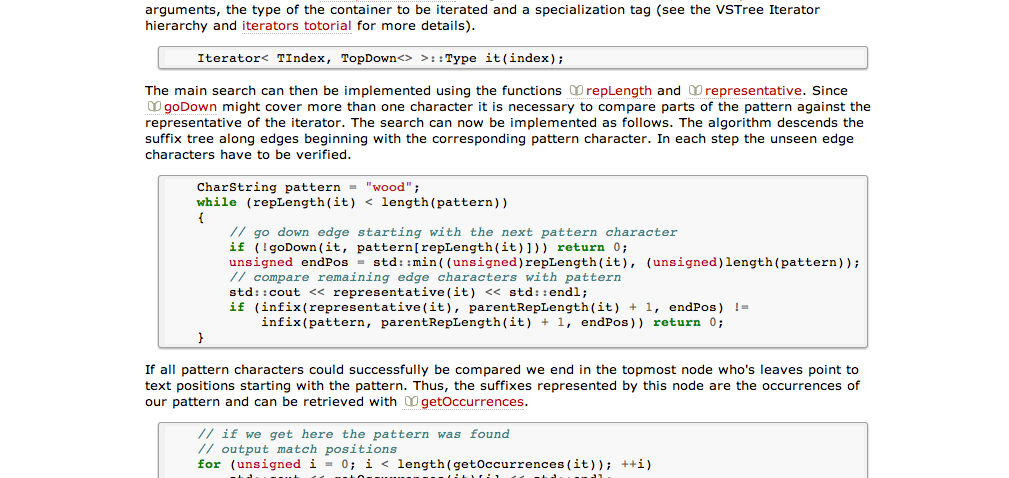 arguments, the type of the container to be iterated and a specialization tag (see the VSTree Iterator
hierarchy and iterators totorial for more details).
Iterator< TIndex, TopDown<> >::Type it(index);
The main search can then be implemented using the functions repLength and representative. Since
goDown might cover more than one character it is necessary to compare parts of the pattern against the
representative of the iterator. The search can now be implemented as follows. The algorithm descends the
suffix tree along edges beginning with the corresponding pattern character. In each step the unseen edge
characters have to be verified.
CharString pattern = "wood";
while (repLength(it) < length(pattern))
{
// go down edge starting with the next pattern character
if (!goDown(it, pattern[repLength(it)])) return 0;
unsigned endPos = std::min((unsigned)repLength(it), (unsigned)length(pattern));
// compare remaining edge characters with pattern
std::cout << representative(it) << std::endl;
if (infix(representative(it), parentRepLength(it) + 1, endPos) !=
infix(pattern, parentRepLength(it) + 1, endPos)) return 0;
}
If all pattern characters could successfully be compared we end in the topmost node who's leaves point to
text positions starting with the pattern. Thus, the suffixes represented by this node are the occurrences of
our pattern and can be retrieved with getOccurrences.
// if we get here the pattern was found
// output match positions
for (unsigned i = 0; i < length(getOccurrences(it)); ++i)